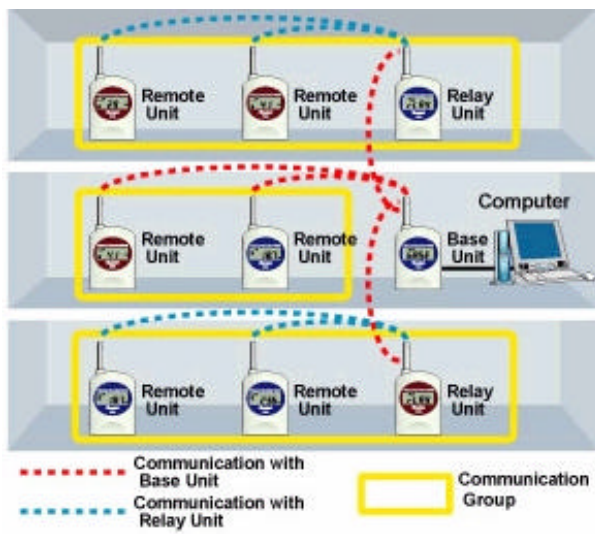 Remote
Unit
Remote
Unit
Relay
Unit
Computer
Remote
Unit
Remote
Unit
Base
Unit
BASE
Remote
Unit
Remote
Unit
Relay
Unit
Communication with
Base Unit
Communication with
Relay Unit
Communication
Group